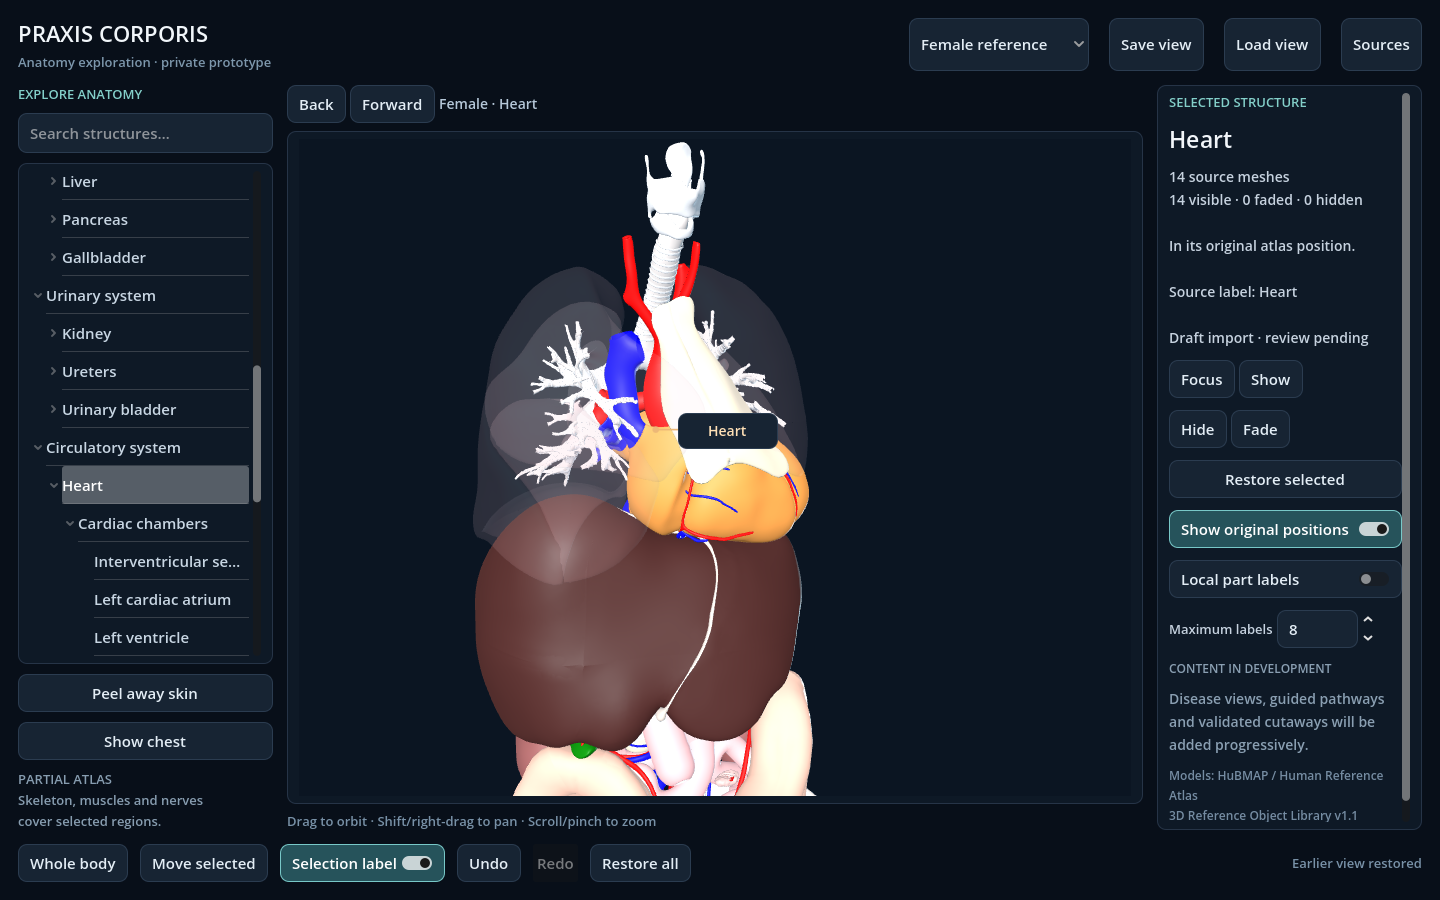 PRAXIS CORPORIS
Anatomy exploration · private prototype
Female reference
Save view
Load view
Sources
EXPLORE ANATOMY
Search structures...
Liver
Pancreas
Gallbladder
Urinary system
Kidney
Ureters
Urinary bladder
Circulatory system
Heart
Cardiac chambers
Interventricular se...
Left cardiac atrium
Left ventricle
Peel away skin
Show chest
PARTIAL ATLAS
Skeleton, muscles and nerves
cover selected regions.
Back
Forward
Female · Heart
Heart
Drag to orbit · Shift/right-drag to pan · Scroll/pinch to zoom
SELECTED STRUCTURE
Heart
14 source meshes
14 visible · 0 faded · 0 hidden
In its original atlas position.
Source label: Heart
Draft import · review pending
Focus
Show
Hide
Fade
Restore selected
Show original positions
Local part labels
Maximum labels
8
CONTENT IN DEVELOPMENT
Disease views, guided pathways
and validated cutaways will be
added progressively.
Models: HuBMAP / Human Reference
Atlas
3D Reference Object Library v1.1
Whole body
Move selected
Selection label
Undo
Redo
Restore all
Earlier view restored